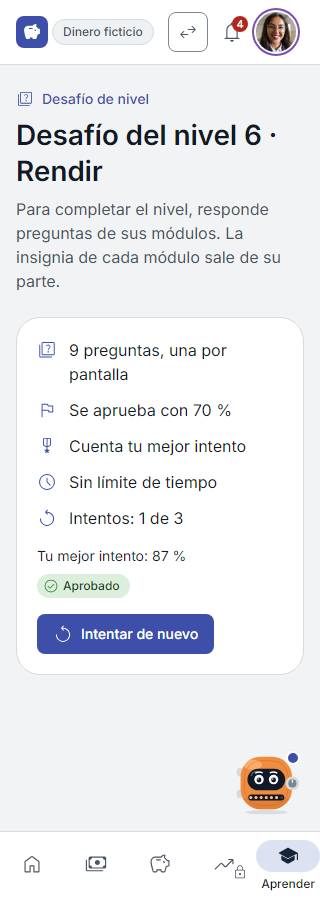 Dinero ficticio
4
Desafío de nivel
Desafío del nivel 6 ·
Rendir
Para completar el nivel, responde
preguntas de sus módulos. La
insignia de cada módulo sale de su
parte.
9 preguntas, una por
pantalla
Se aprueba con 70 %
Cuenta tu mejor intento
Sin límite de tiempo
Intentos: 1 de 3
Tu mejor intento: 87 %
Aprobado
Intentar de nuevo
Aprender